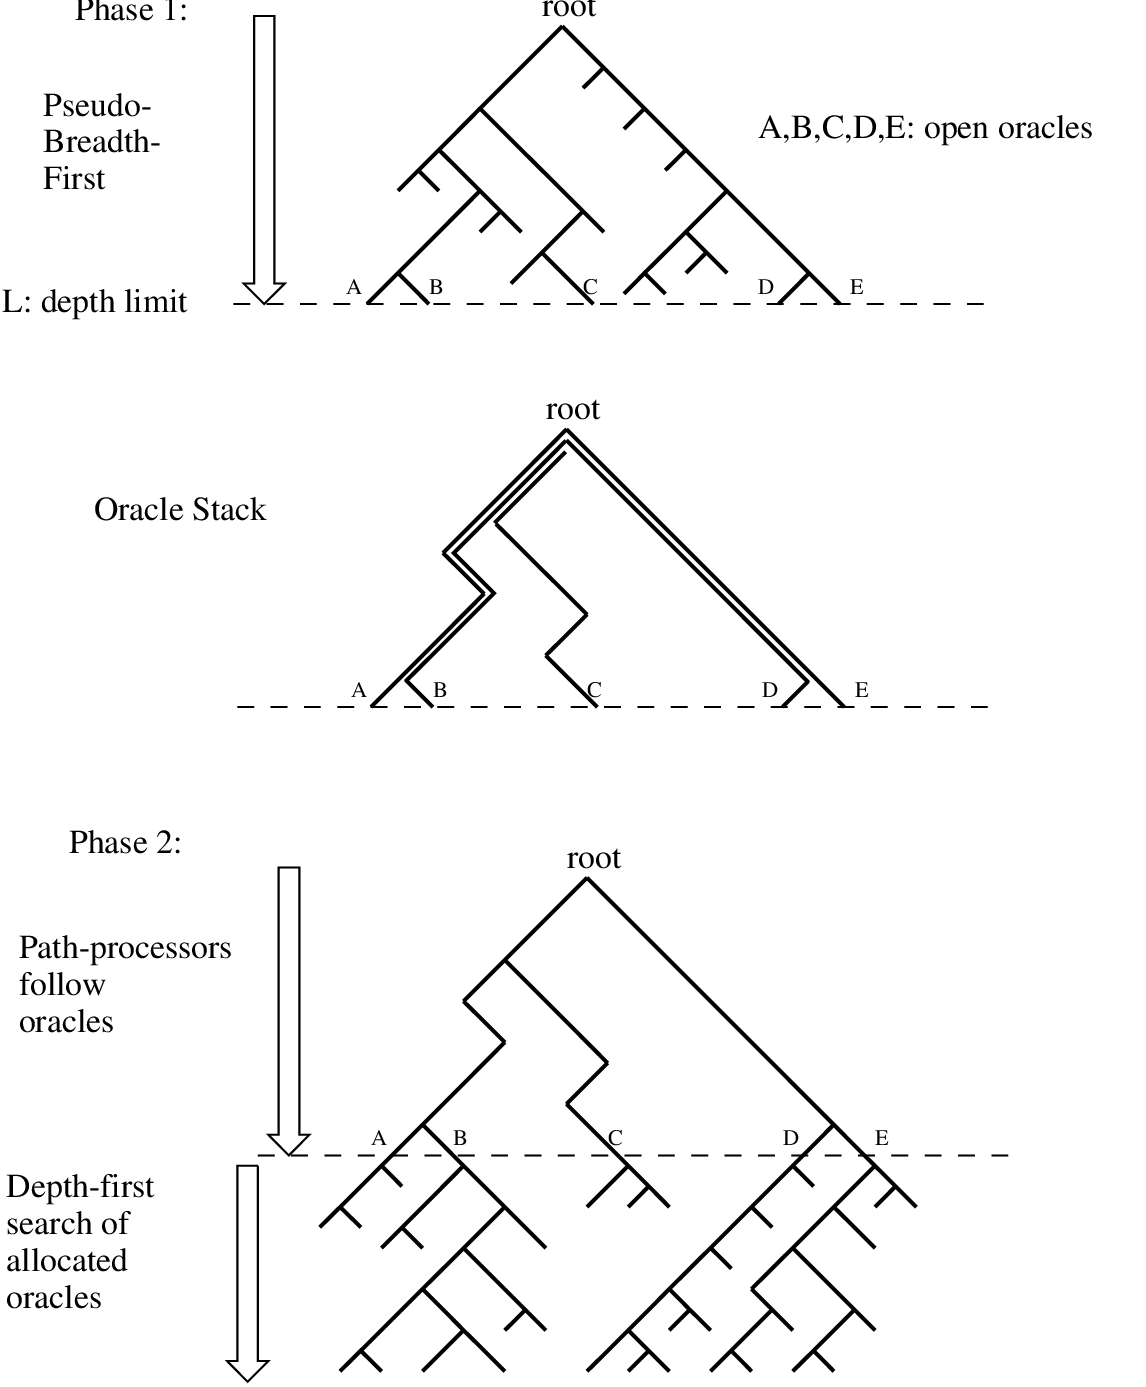 Phase 1:
root
Pseudo-
Breadth-
First
A,B,C,D,E: open oracles
A B C D E
L: depth limit
root
Oracle Stack
A B C D E
Phase 2:
root
Path-processors
follow
oracles
A B C D E
Depth-first
search of
allocated
oracles